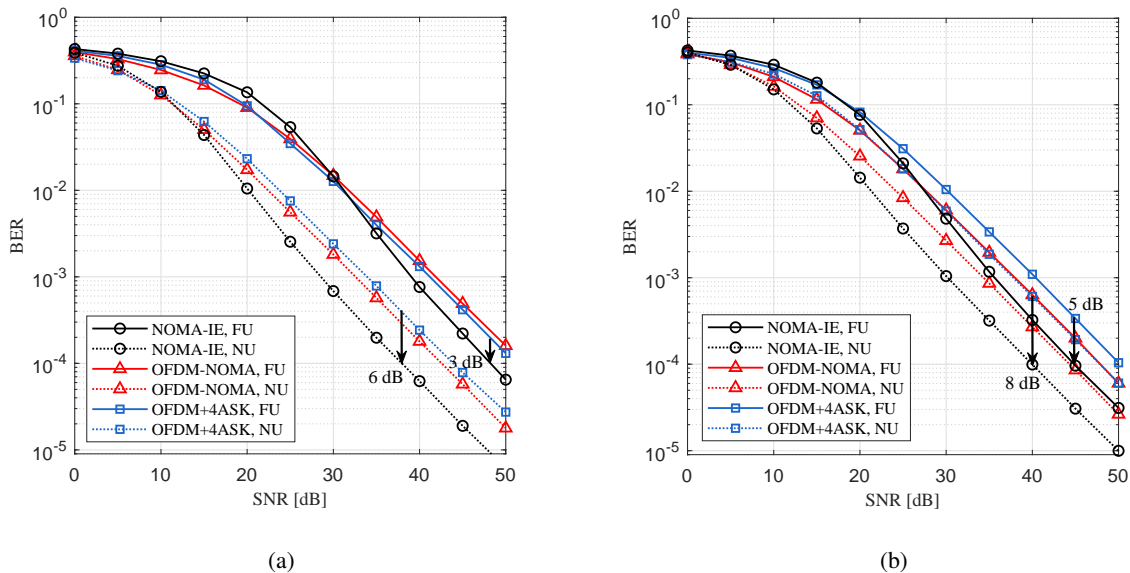 10^0
10^-1
10^-2
10^-3
10^-4
10^-5
BER
0 10 20 30 40 50
SNR [dB]
NOMA-IE, FU
NOMA-IE, NU
OFDM-NOMA, FU
OFDM-NOMA, NU
OFDM+4ASK, FU
OFDM+4ASK, NU
6 dB
3 dB
(a)
10^0
10^-1
10^-2
10^-3
10^-4
10^-5
BER
0 10 20 30 40 50
SNR [dB]
NOMA-IE, FU
NOMA-IE, NU
OFDM-NOMA, FU
OFDM-NOMA, NU
OFDM+4ASK, FU
OFDM+4ASK, NU
5 dB
8 dB
(b)